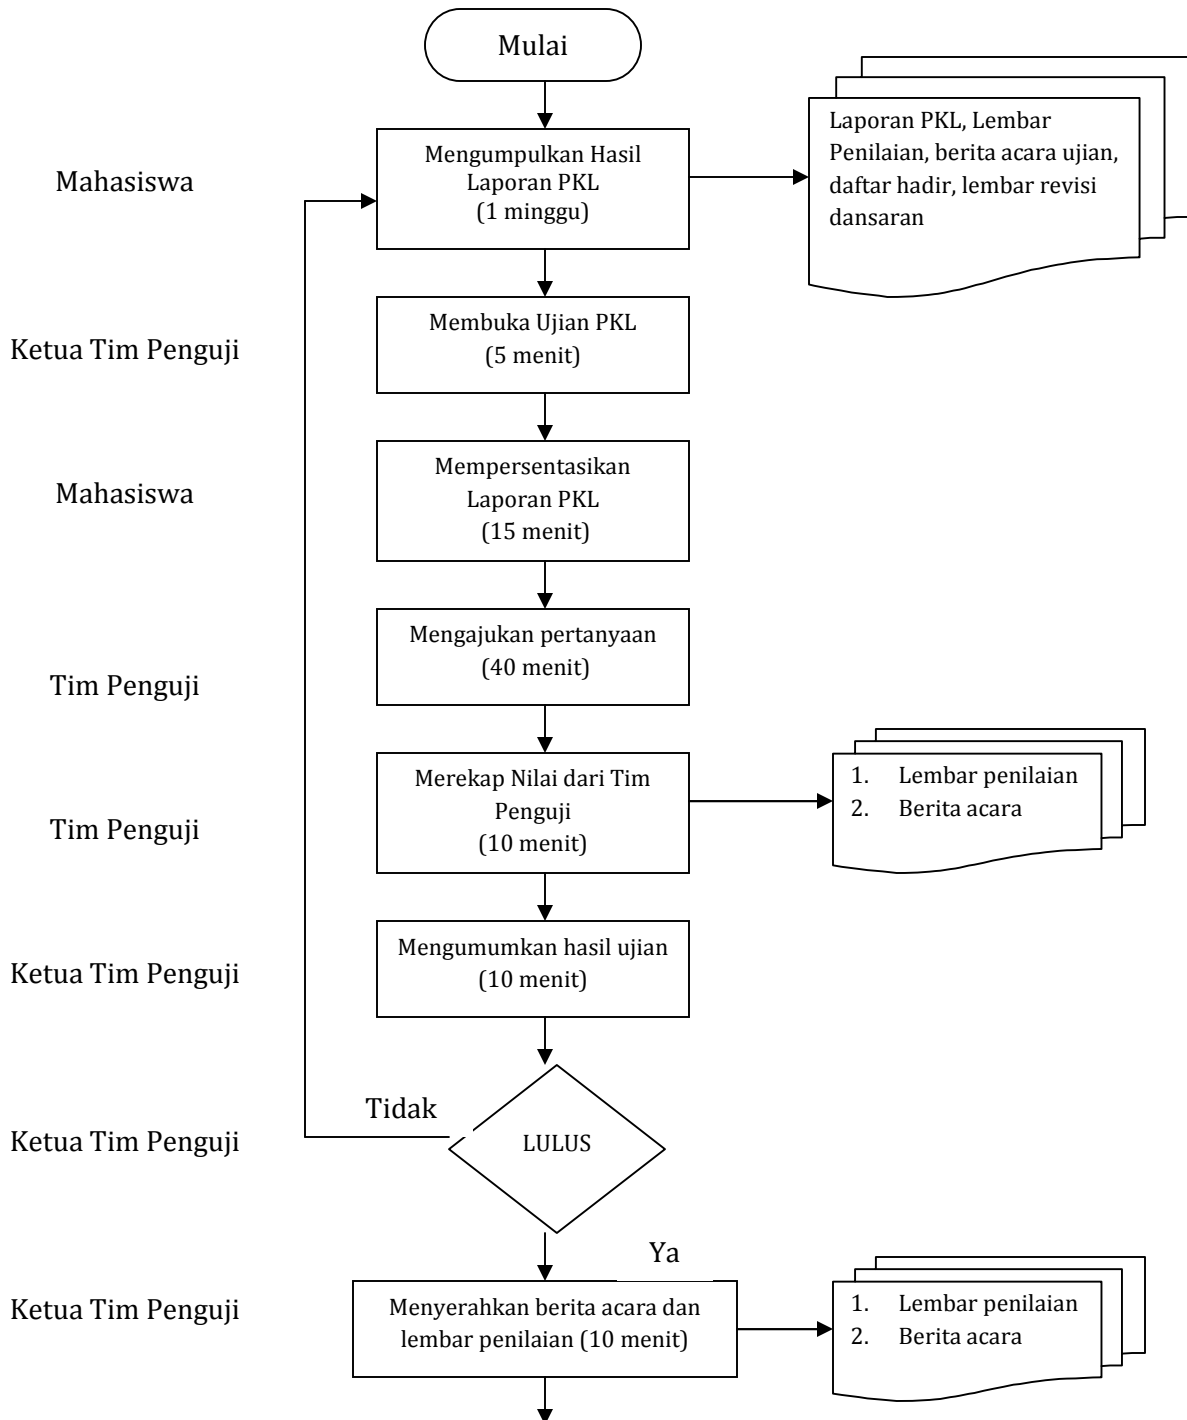 Mulai
Mahasiswa
Mengumpulkan Hasil
Laporan PKL
(1 minggu)
Laporan PKL, Lembar
Penilaian, berita acara ujian,
daftar hadir, lembar revisi
dansaran
Ketua Tim Penguji
Membuka Ujian PKL
(5 menit)
Mahasiswa
Mempersentasikan
Laporan PKL
(15 menit)
Tim Penguji
Mengajukan pertanyaan
(40 menit)
Tim Penguji
Merekap Nilai dari Tim
Penguji
(10 menit)
1. Lembar penilaian
2. Berita acara
Ketua Tim Penguji
Mengumumkan hasil ujian
(10 menit)
Tidak
Ketua Tim Penguji
LULUS
Ya
Ketua Tim Penguji
Menyerahkan berita acara dan
lembar penilaian (10 menit)
1. Lembar penilaian
2. Berita acara